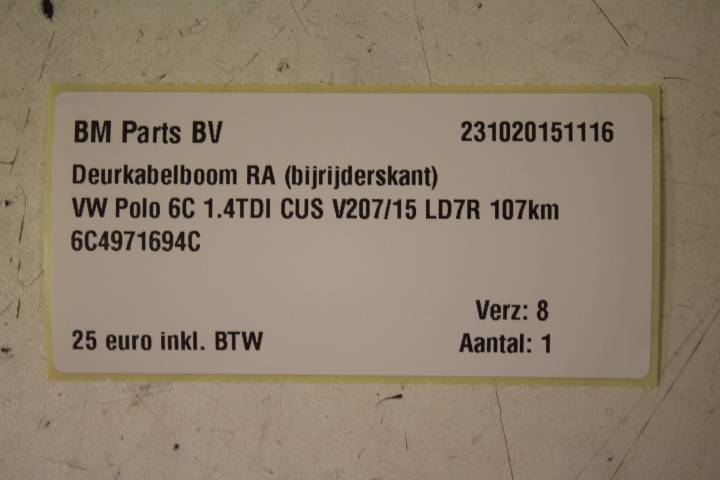 BM Parts BV 231020151116
Deurkabelboom RA (bijrijderskant)
VW Polo 6C 1.4TDI CUS V207/15 LD7R 107km
6C4971694C
Verz: 8
25 euro inkl. BTW Aantal: 1